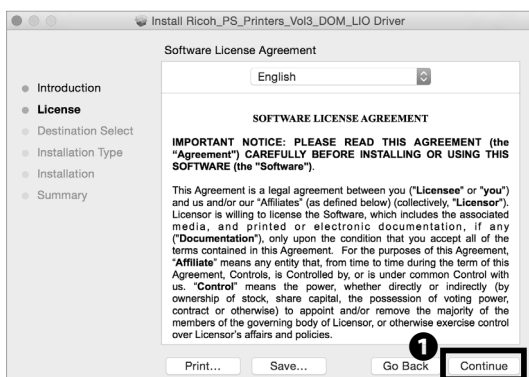 Install Ricoh_PS_Printers_Vol3_DOM_LIO Driver
Software License Agreement
Introduction
License
Destination Select
Installation Type
Installation
Summary
English
SOFTWARE LICENSE AGREEMENT
IMPORTANT NOTICE: PLEASE READ THIS AGREEMENT (the
“Agreement”) CAREFULLY BEFORE INSTALLING OR USING THIS
SOFTWARE (the "Software").
This Agreement is a legal agreement between you ("Licensee" or "you")
and us and/or our “Affiliates” (as defined below) (collectively, "Licensor").
Licensor is willing to license the Software, which includes the associated
media, and printed or electronic documentation, if any
("Documentation"), only upon the condition that you accept all of the
terms contained in this Agreement. For the purposes of this Agreement,
“Affiliate” means any entity that, from time to time during the term of this
Agreement, Controls, is Controlled by, or is under common Control with
us. “Control” means the power, whether directly or indirectly (by
ownership of stock, share capital, the possession of voting power,
contract or otherwise) to appoint and/or remove the majority of the
members of the governing body of Licensor, or otherwise exercise control
over Licensor's affairs and policies.
1
Print...
Save...
Go Back
Continue